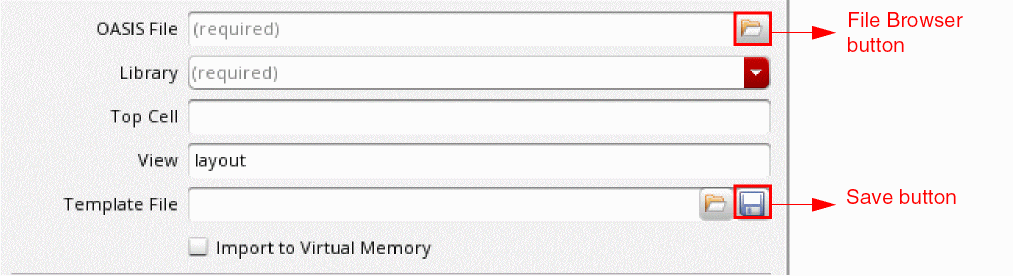 OASIS File (required)
File Browser
button
Library (required)
Top Cell
View layout
Template File
Save button
Import to Virtual Memory